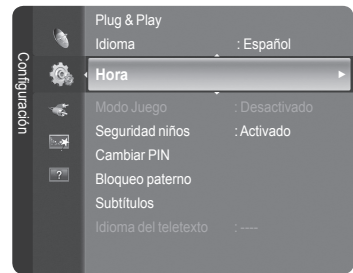 Configuración
Plug & Play
Idioma : Español
Hora
Modo Juego : Desactivado
Seguridad niños : Activado
Cambiar PIN
Bloqueo paterno
Subtítulos
Idioma del teletexto : ----
?